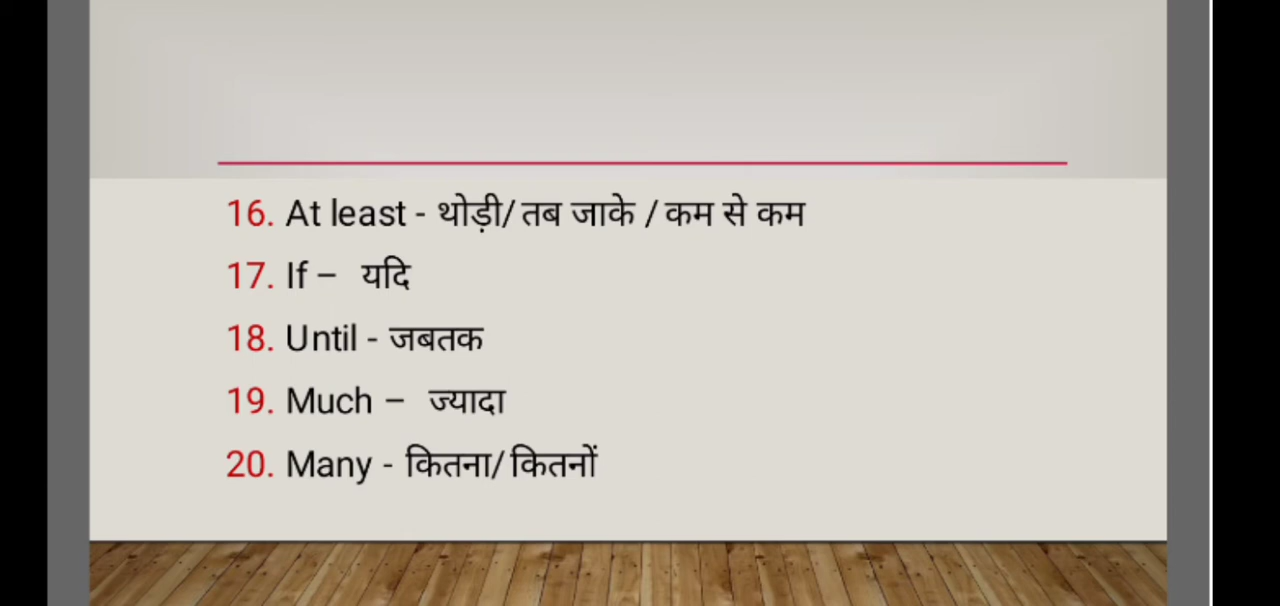 16. At least - थोड़ी/ तब जाके / कम से कम
17. If – यदि
18. Until - जबतक
19. Much – ज्यादा
20. Many - कितना/ कितनों